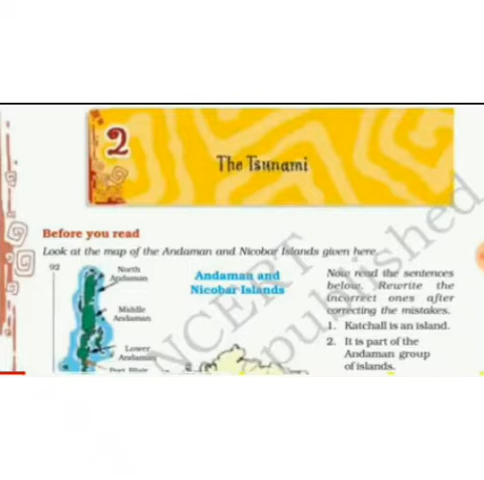 2
The Tsunami
Before you read
Look at the map of the Andaman and Nicobar Islands given here.
92
North
Andaman
Middle
Andaman
Lower
Andaman
Port Blair
Andaman and
Nicobar Islands
Now read the sentences
below. Rewrite the
incorrect ones after
correcting the mistakes.
1. Katchall is an island.
2. It is part of the
Andaman group
of islands.
NCERT
republished